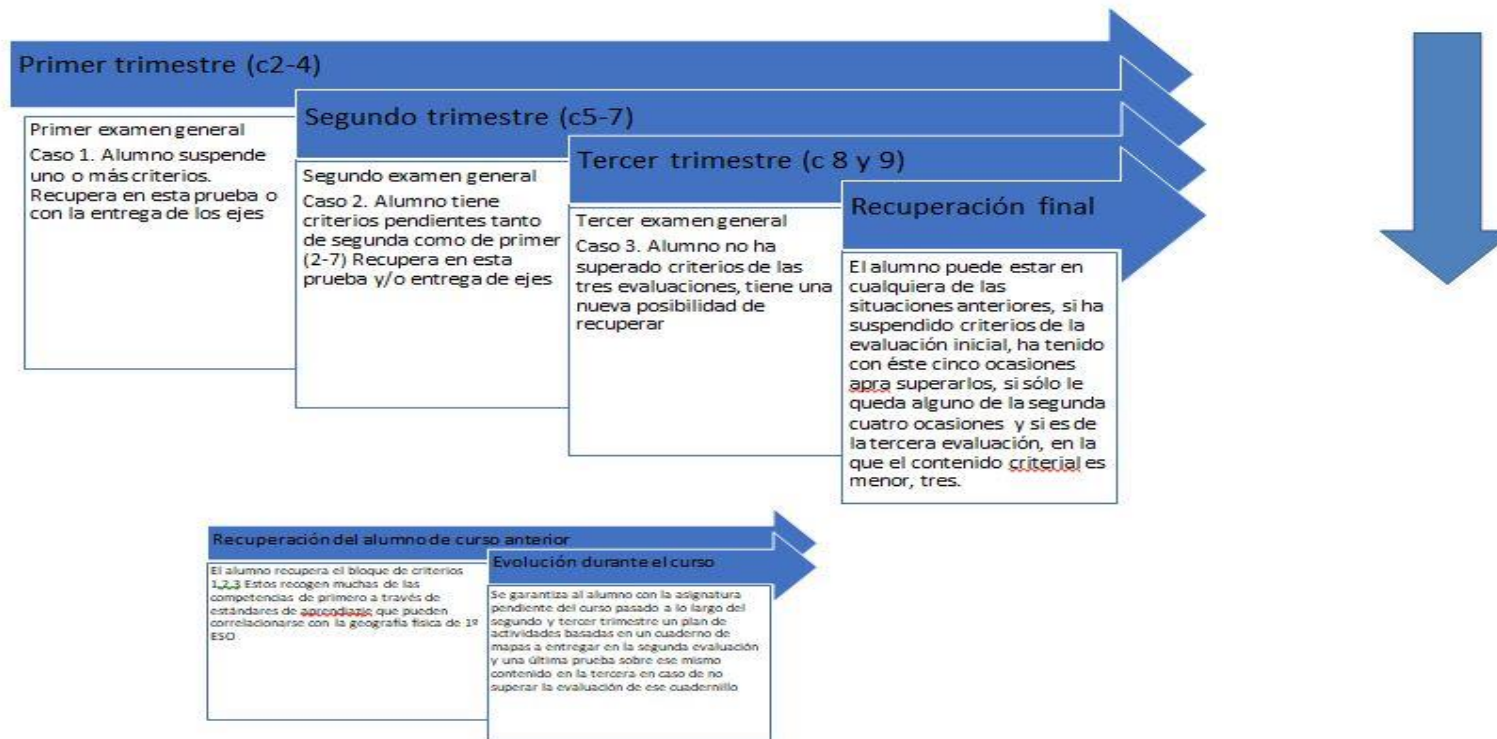 Primer trimestre (c2-4)
Primer examen general
Caso 1. Alumno suspende
uno o más criterios.
Recupera en esta prueba o
con la entrega de los ejes
Segundo trimestre (c5-7)
Segundo examen general
Caso 2. Alumno tiene
criterios pendientes tanto
de segunda como de primer
(2-7) Recupera en esta
prueba y/o entrega de ejes
Tercer trimestre (c 8 y 9)
Tercer examen general
Caso 3. Alumno no ha
superado criterios de las
tres evaluaciones, tiene una
nueva posibilidad de
recuperar
Recuperación final
El alumno puede estar en
cualquiera de las
situaciones anteriores, si ha
suspendido criterios de la
evaluación inicial, ha tenido
con éste cinco ocasiones
apra superarlos, si sólo le
queda alguno de la segunda
cuatro ocasiones y si es de
la tercera evaluación, en la
que el contenido criterial es
menor, tres.
Recuperación del alumno de curso anterior
El alumno recupera el bloque de criterios
1,2,3 Estos recogen muchas de las
competencias de primero a través de
estándares de aprendizaje que pueden
correlacionarse con la geografía física de 1º
ESO
Evolución durante el curso
Se garantiza al alumno con la asignatura
pendiente del curso pasado a lo largo del
segundo y tercer trimestre un plan de
actividades basadas en un cuaderno de
mapas a entregar en la segunda evaluación
y una última prueba sobre ese mismo
contenido en la tercera en caso de no
superar la evaluación de ese cuadernillo